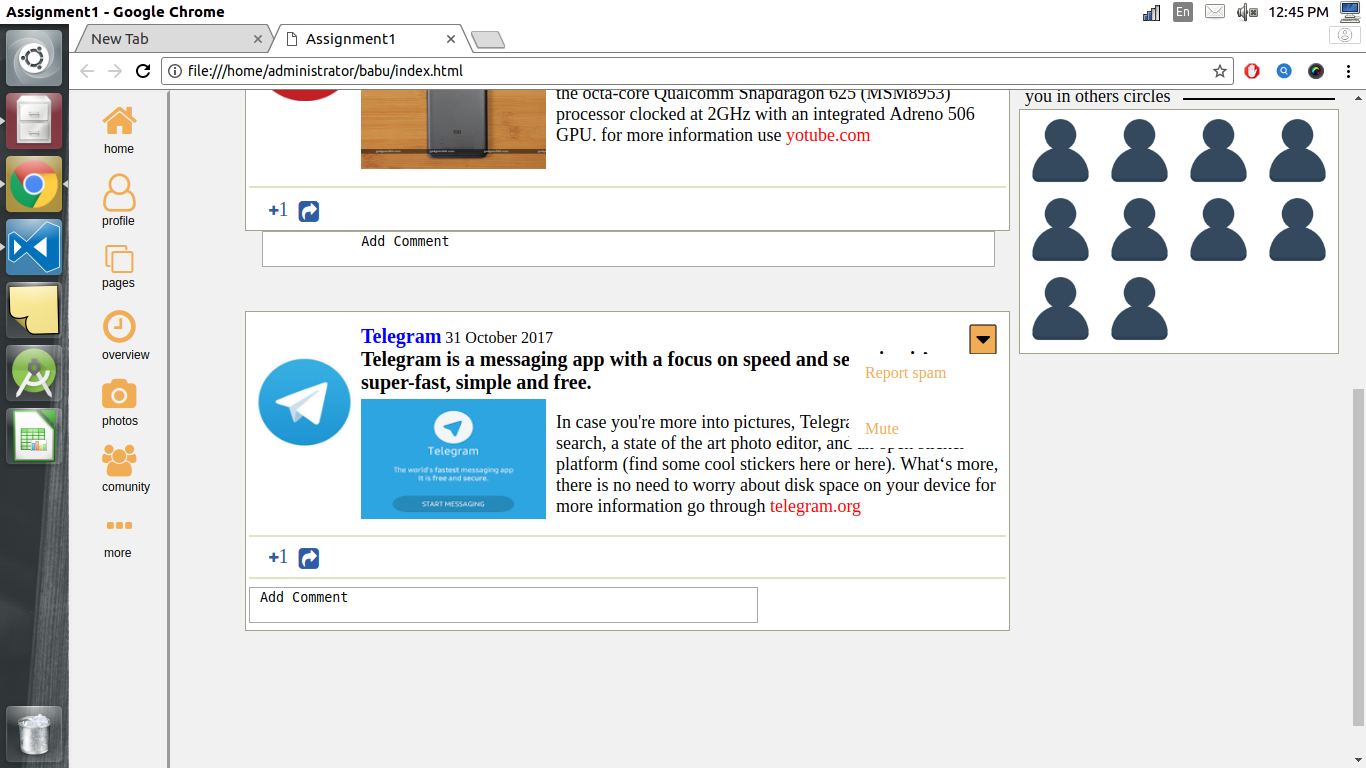 Assignment1 - Google Chrome
En
12:45 PM
New Tab
Assignment1
file:///home/administrator/babu/index.html
home
profile
pages
overview
photos
comunity
more
the octa-core Qualcomm Snapdragon 625 (MSM8953)
processor clocked at 2GHz with an integrated Adreno 506
GPU. for more information use yotube.com
+1
Add Comment
Telegram 31 October 2017
Telegram is a messaging app with a focus on speed and se
super-fast, simple and free.
Report spam
Mute
Telegram
The world's fastest messaging app
It is free and secure.
START MESSAGING
In case you're more into pictures, Telegra
search, a state of the art photo editor, and
platform (find some cool stickers here or here). What‘s more,
there is no need to worry about disk space on your device for
more information go through telegram.org
+1
Add Comment
you in others circles